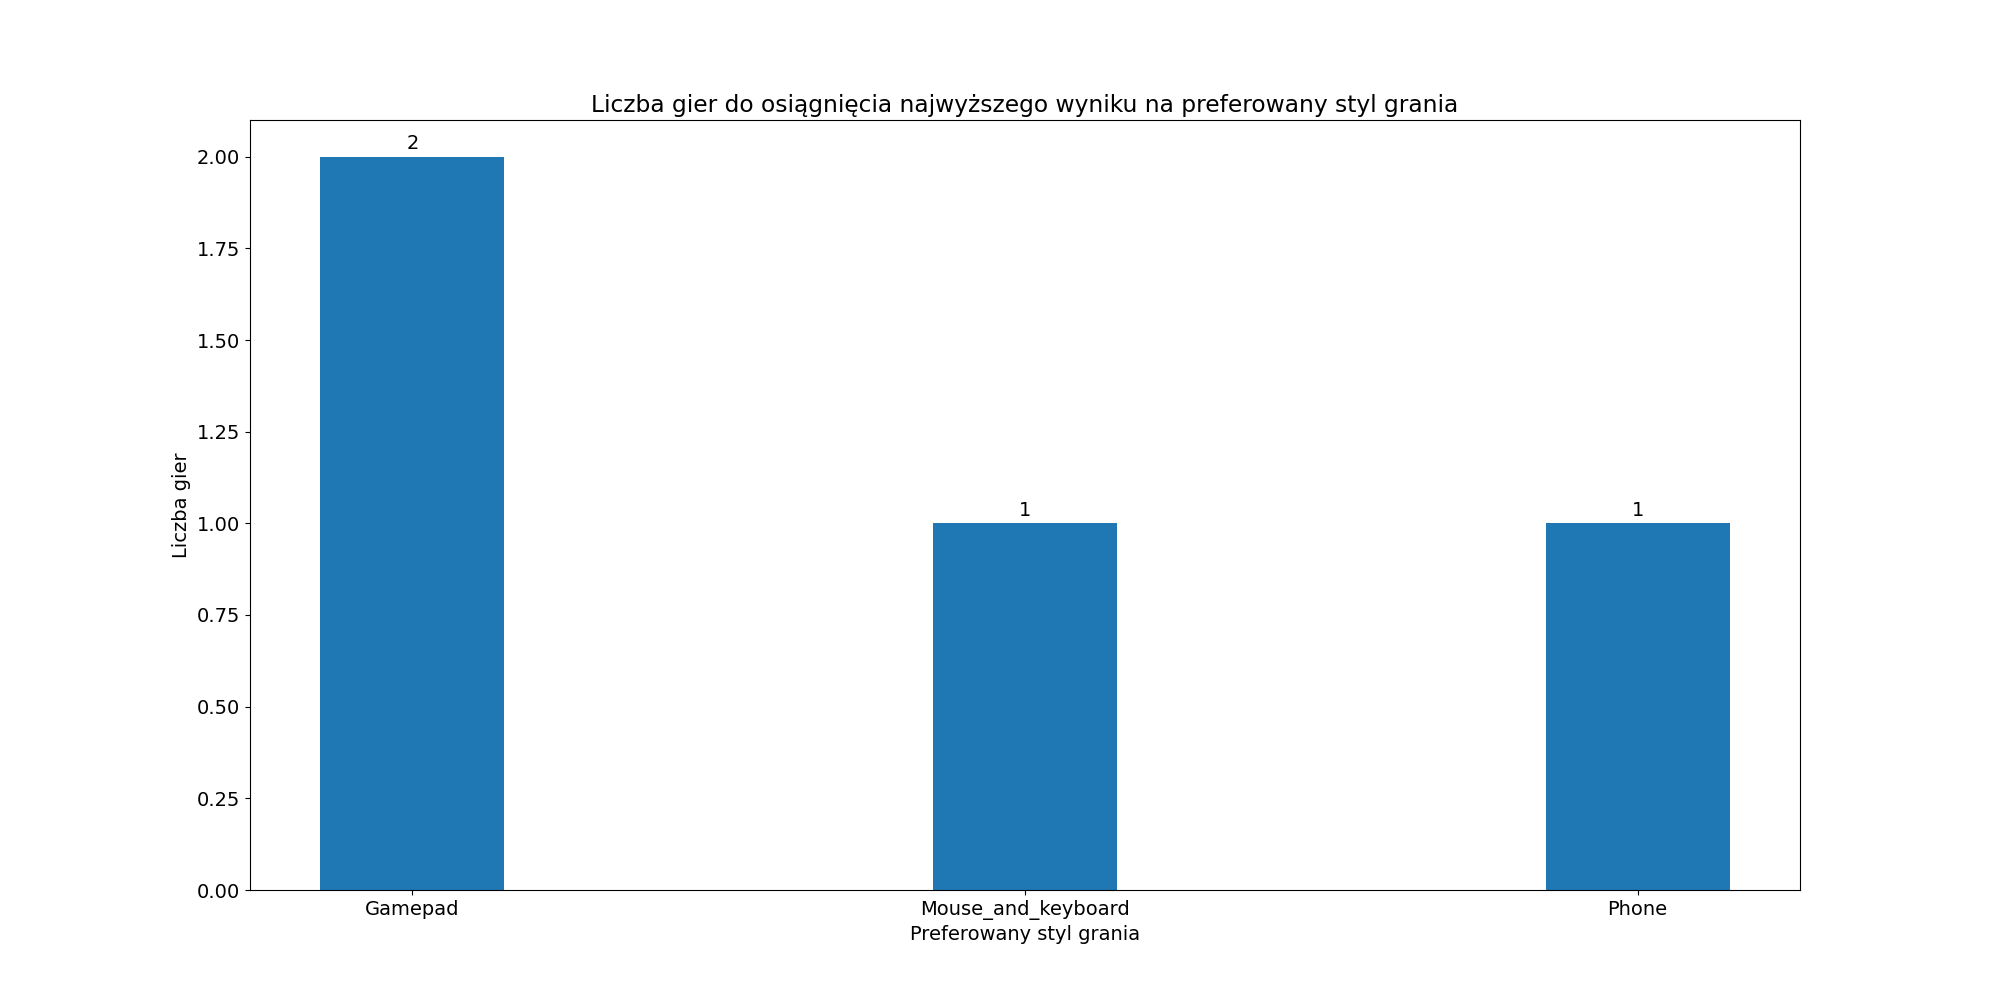 Liczba gier do osiągnięcia najwyższego wyniku na preferowany styl grania
2
2.00
1.75
1.50
1.25
1
1
1.00
0.75
0.50
0.25
0.00
Liczba gier
Gamepad
Mouse_and_keyboard
Phone
Preferowany styl grania